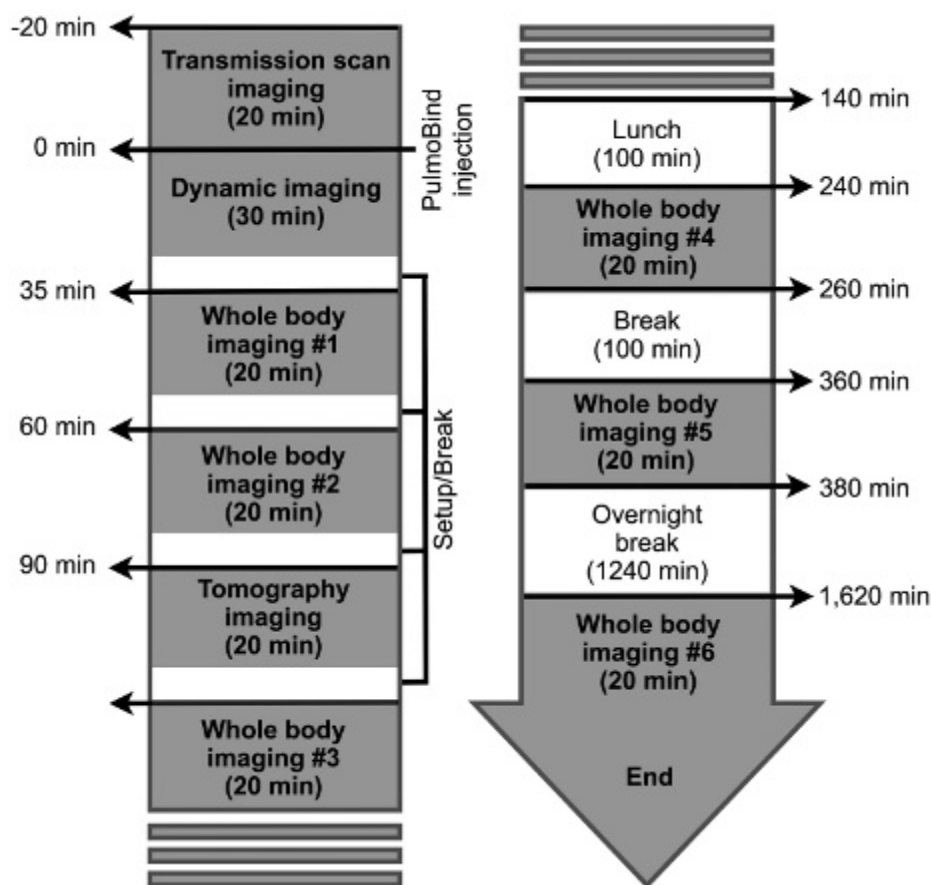 -20 min
Transmission scan
imaging
(20 min)
0 min
PulmoBind
injection
Dynamic imaging
(30 min)
35 min
Whole body
imaging #1
(20 min)
60 min
Whole body
imaging #2
(20 min)
Setup/Break
90 min
Tomography
imaging
(20 min)
Whole body
imaging #3
(20 min)
140 min
Lunch
(100 min)
240 min
Whole body
imaging #4
(20 min)
260 min
Break
(100 min)
360 min
Whole body
imaging #5
(20 min)
380 min
Overnight
break
(1240 min)
1,620 min
Whole body
imaging #6
(20 min)
End